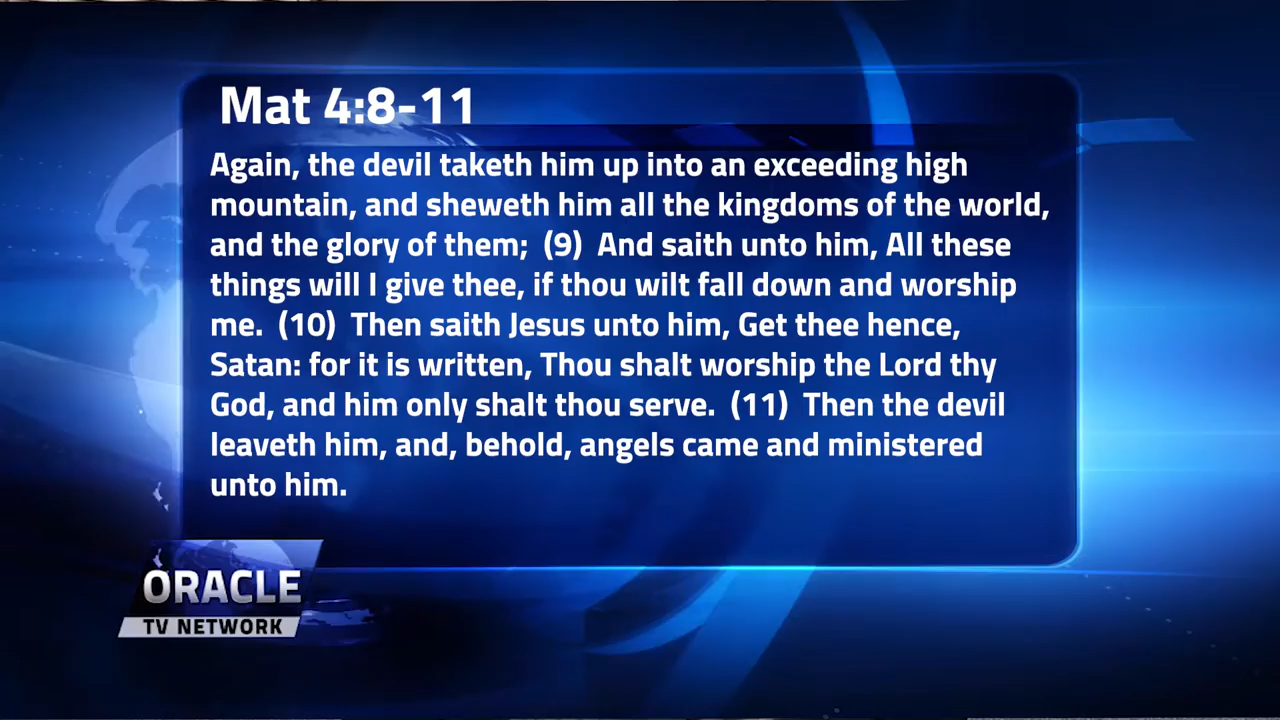 Mat 4:8-11
Again, the devil taketh him up into an exceeding high
mountain, and sheweth him all the kingdoms of the world,
and the glory of them;  (9)  And saith unto him, All these
things will I give thee, if thou wilt fall down and worship
me.  (10)  Then saith Jesus unto him, Get thee hence,
Satan: for it is written, Thou shalt worship the Lord thy
God, and him only shalt thou serve.  (11)  Then the devil
leaveth him, and, behold, angels came and ministered
unto him.
ORACLE
TV NETWORK